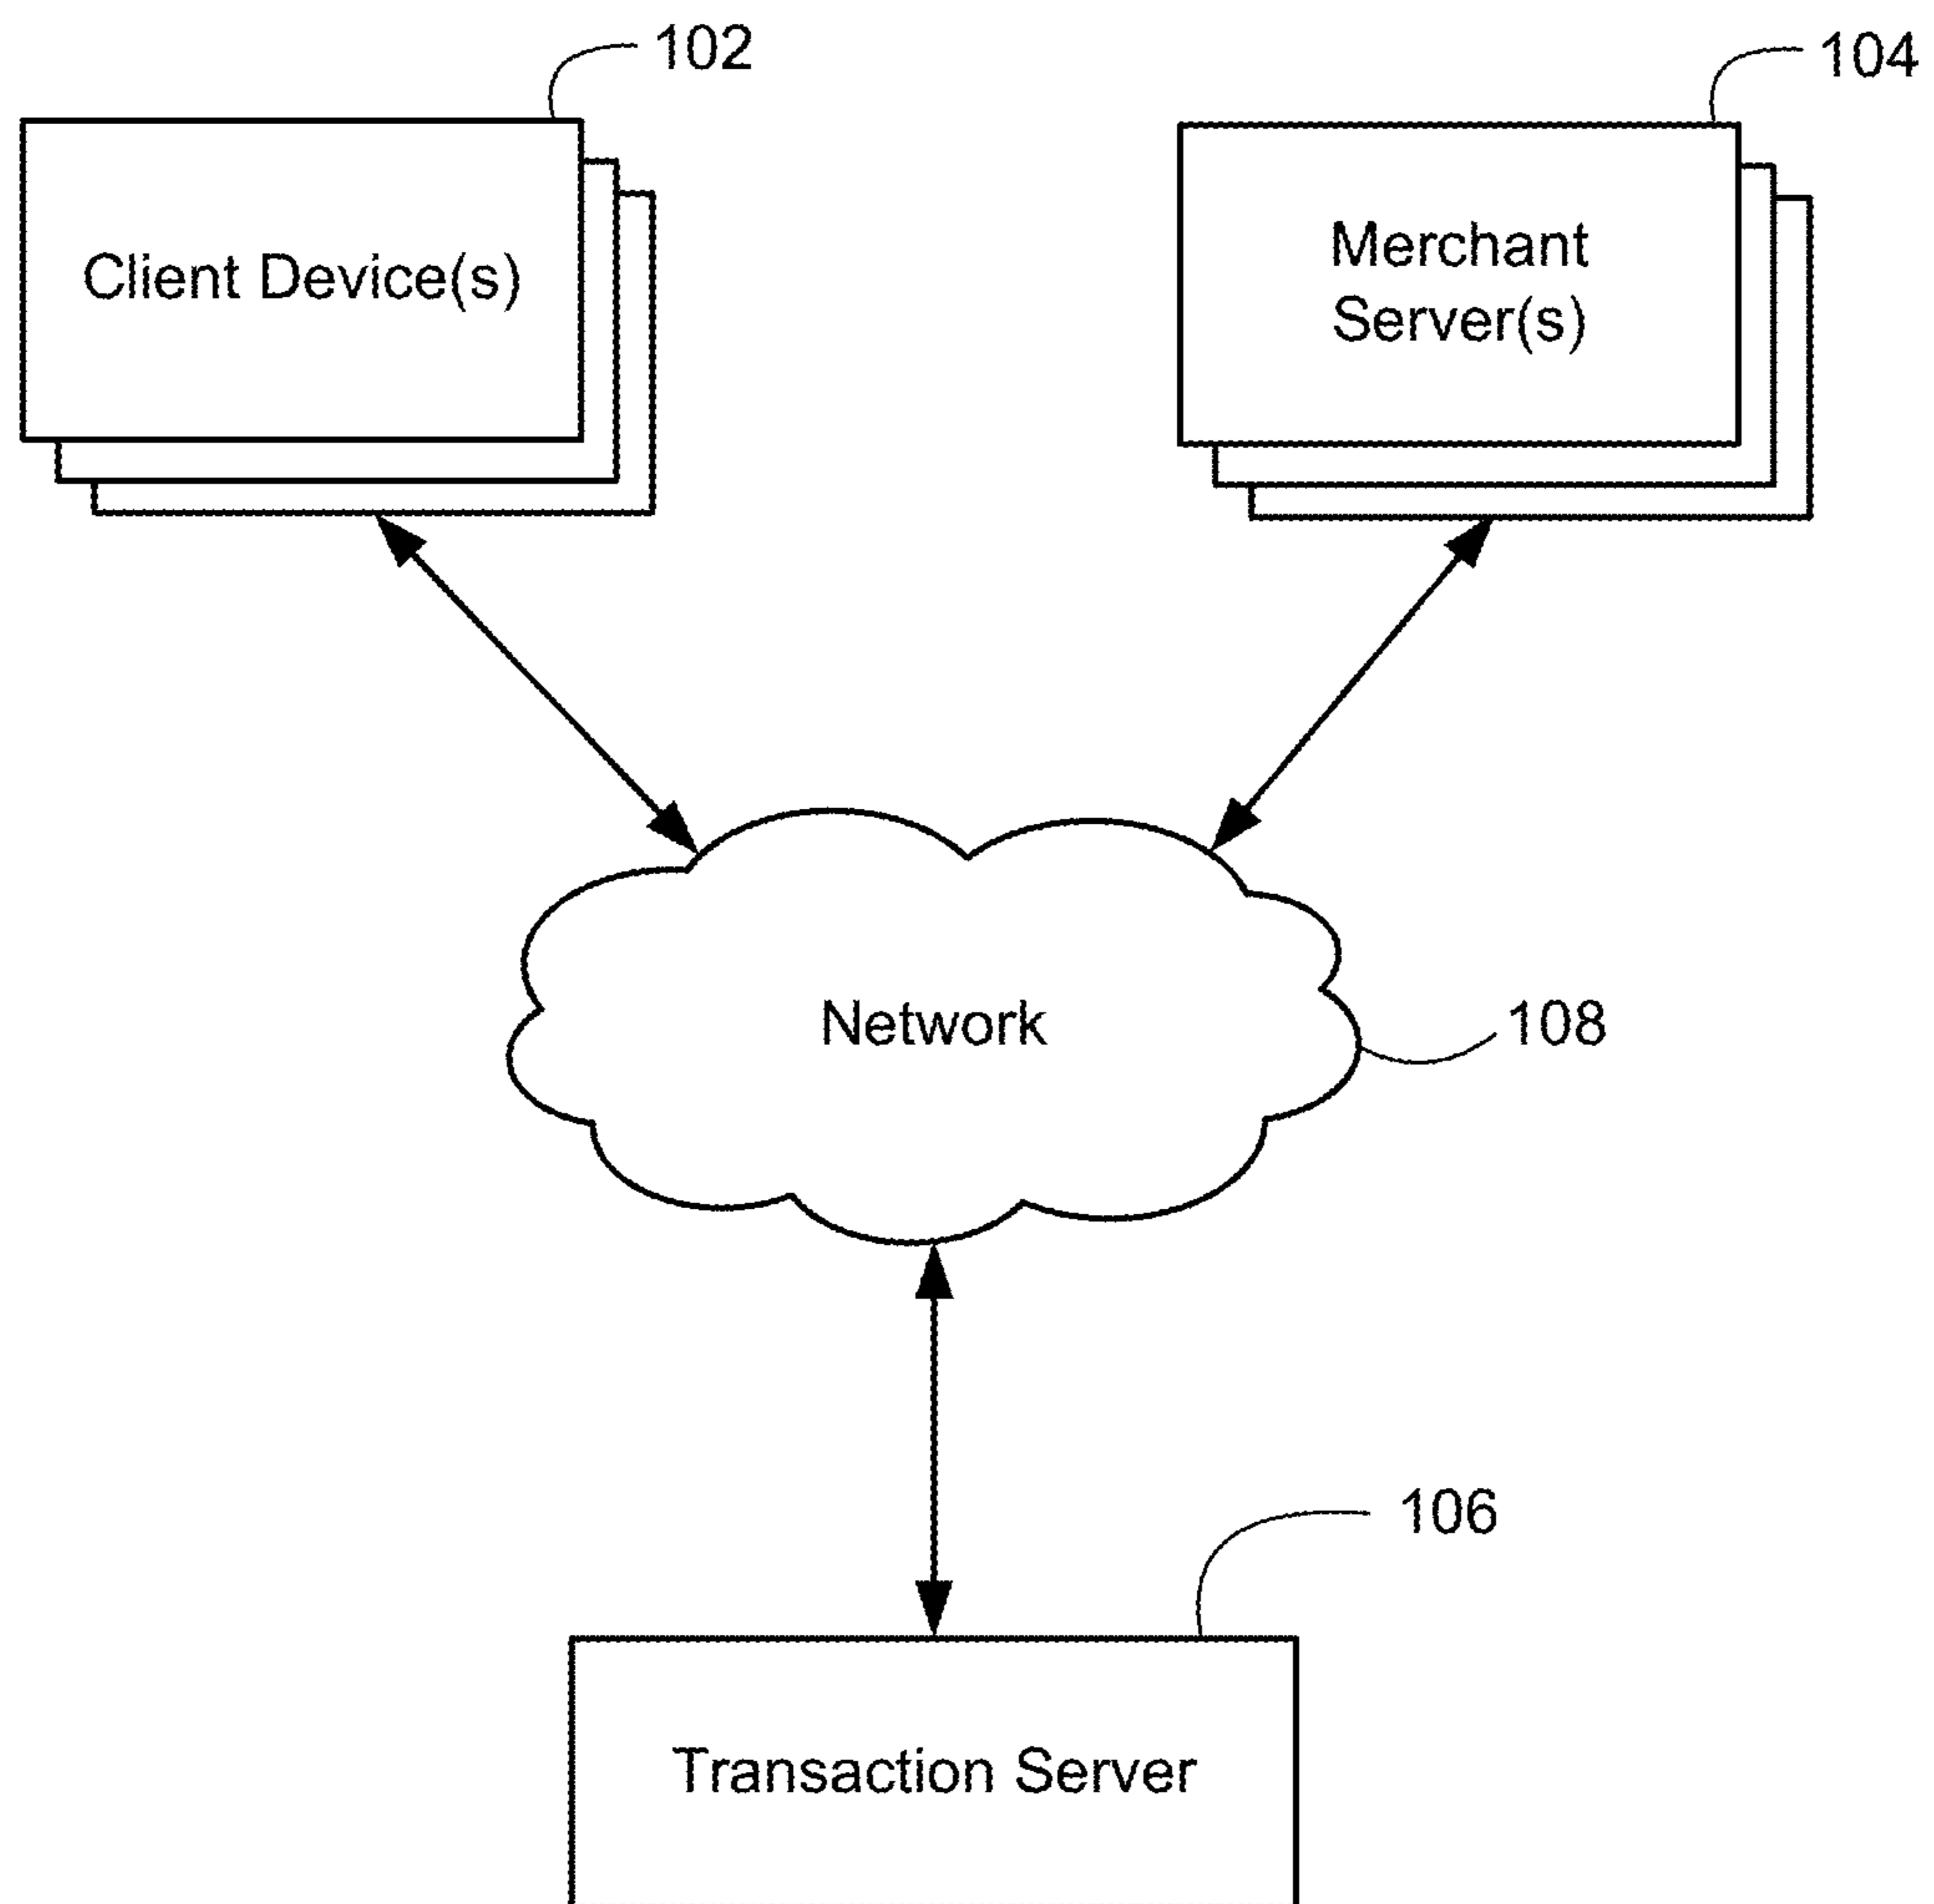 102
104
Client Device(s)
Merchant
Server(s)
Network
108
106
Transaction Server